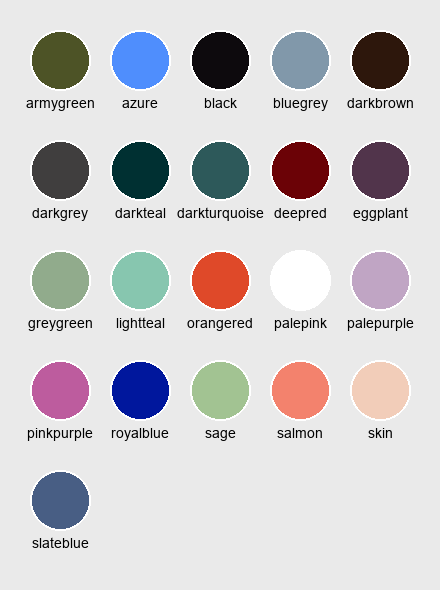 armygreen azure black bluegrey darkbrown
darkgrey darkteal darkturquoise deepred eggplant
greygreen lightteal orangered palepink palepurple
pinkpurple royalblue sage salmon skin
slateblue